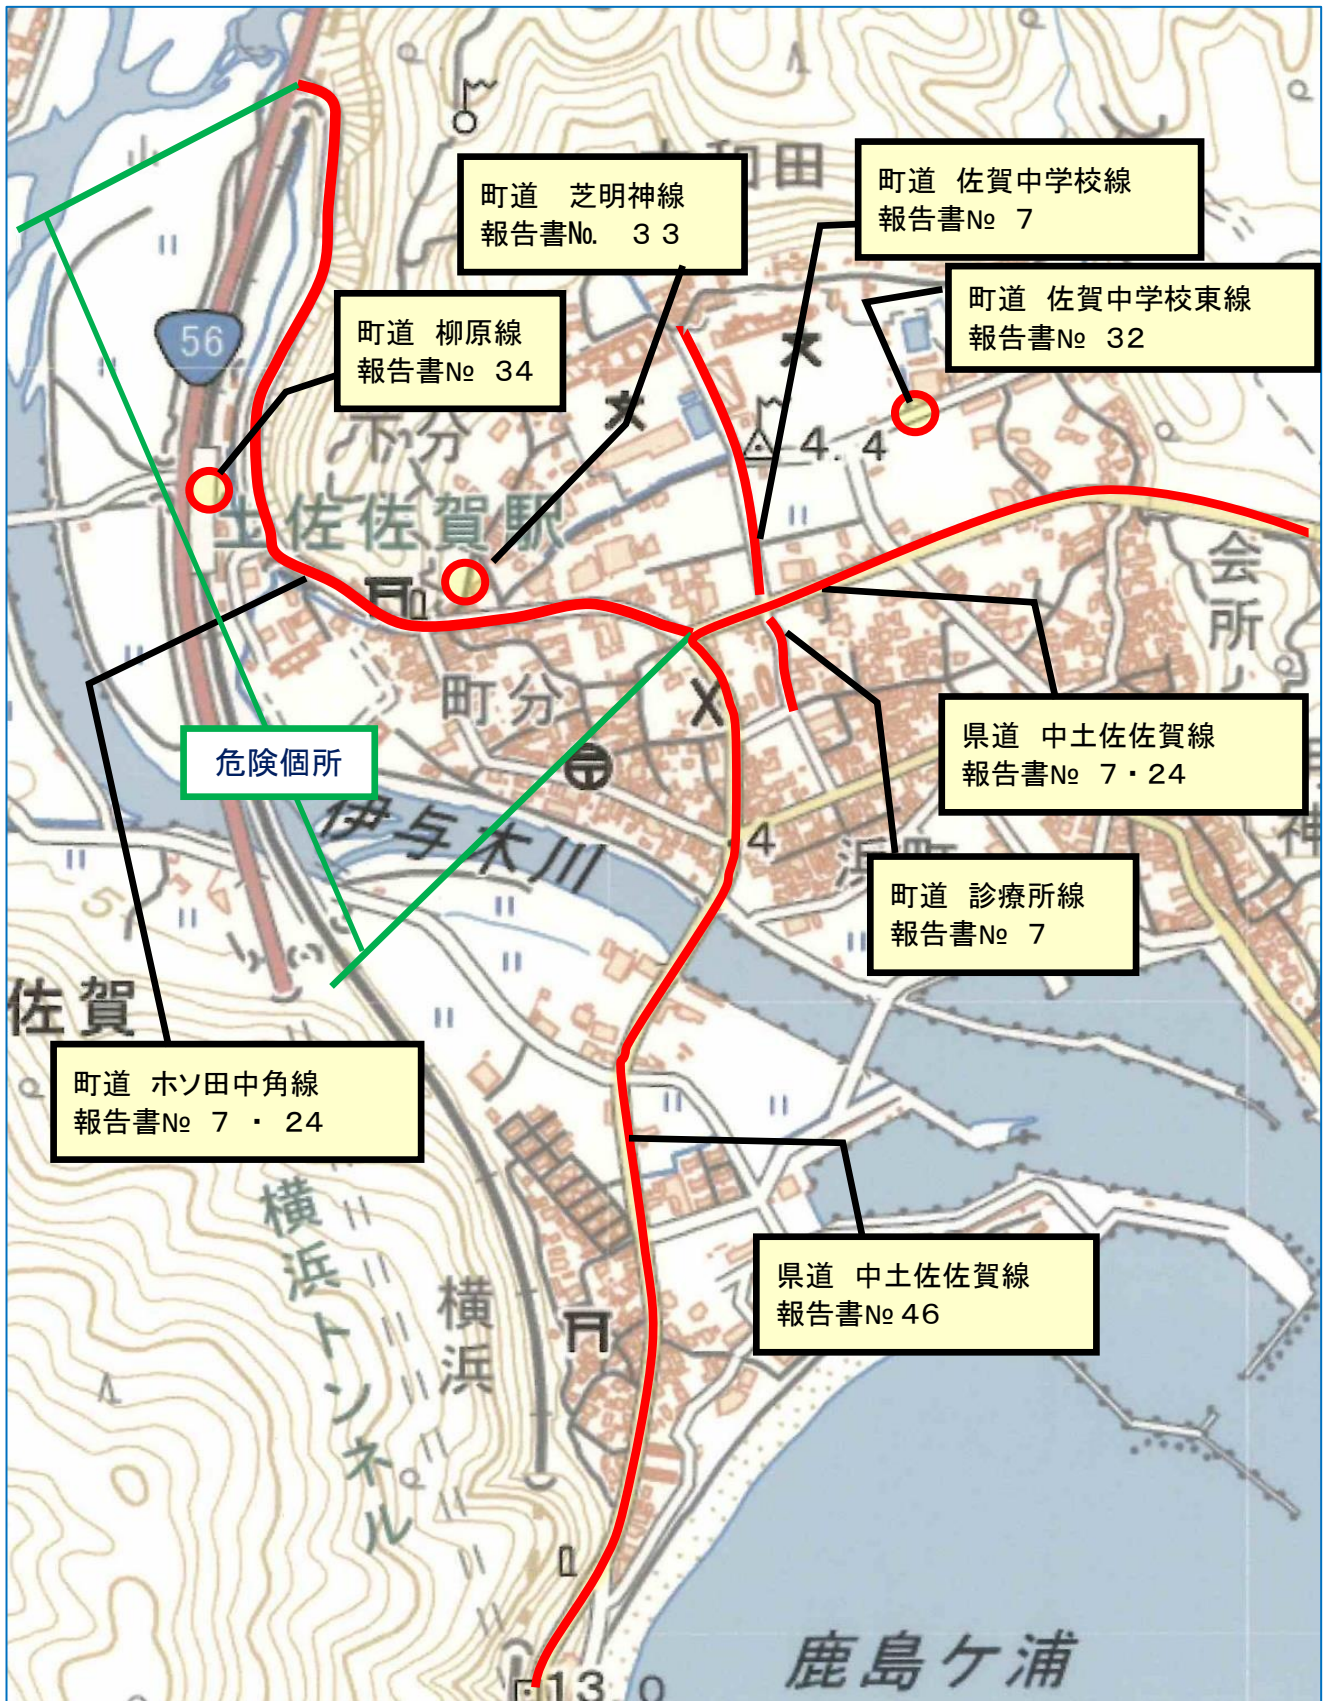 大和田
町道　芝明神線
報告書№　３３
町道 佐賀中学校線
報告書№ 7
町道 佐賀中学校東線
報告書№ 32
56
町道 柳原線
報告書№ 34
下分
4.4
土佐佐賀駅
会所
町分
県道 中土佐佐賀線
報告書№ 7・24
危険個所
伊与木川
4
浜町
町道 診療所線
報告書№ 7
神
5
佐賀
町道 ホソ田中角線
報告書№ 7 ・ 24
横浜トンネル
横浜
県道 中土佐佐賀線
報告書№ 46
鹿島ケ浦
13.0